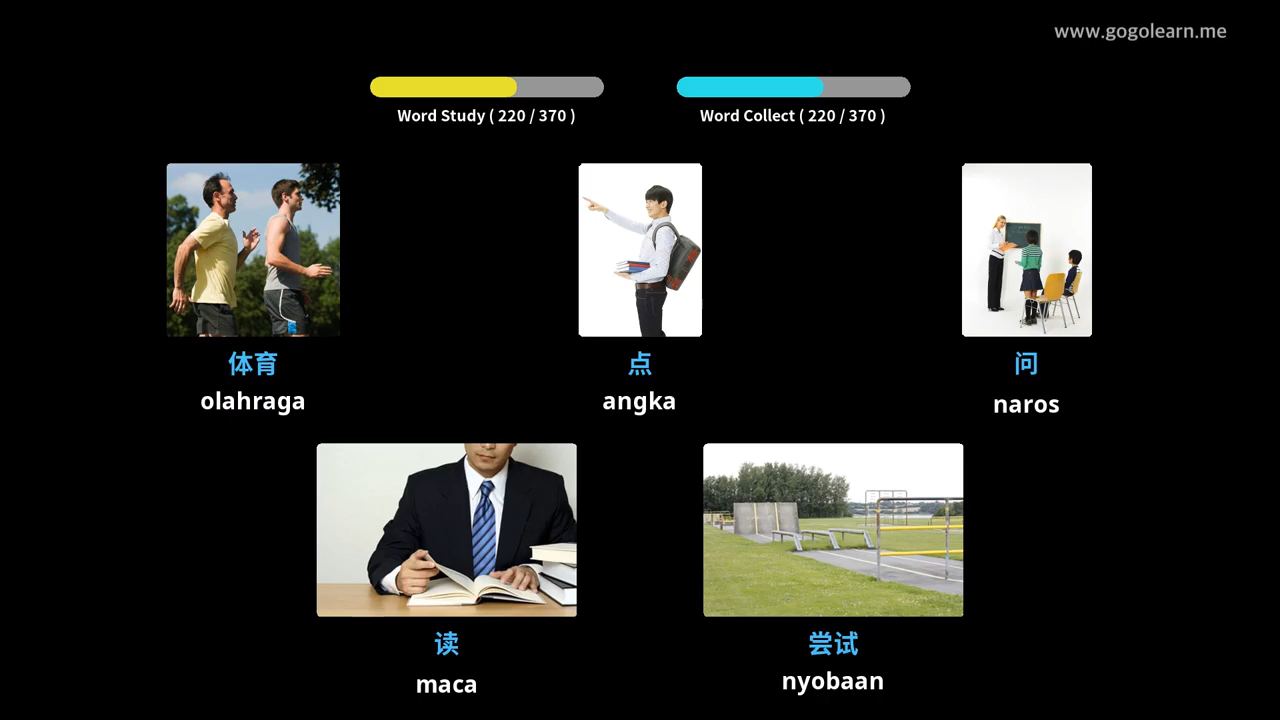 www.gogolearn.me
Word Study ( 220 / 370 )
Word Collect ( 220 / 370 )
体育
olahraga
点
angka
问
naros
读
maca
尝试
nyobaan